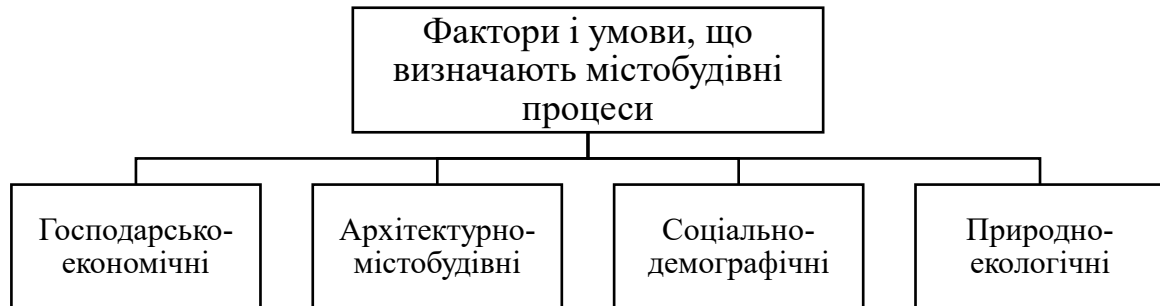 Фактори і умови, що
визначають містобудівні
процеси
Господарсько-
економічні
Архітектурно-
містобудівні
Соціально-
демографічні
Природно-
екологічні